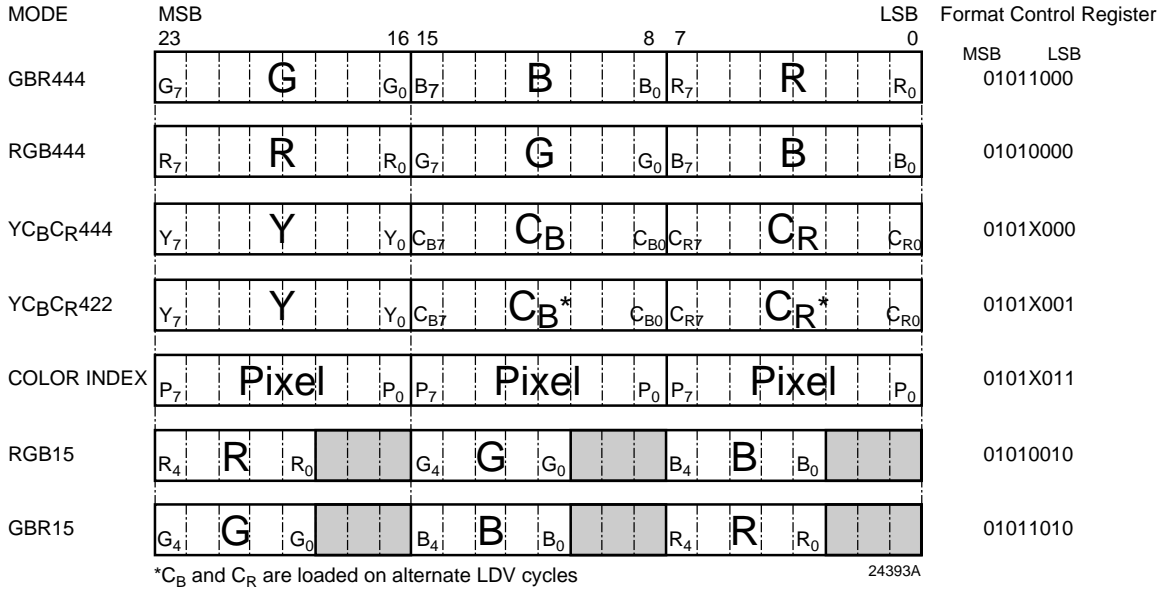 MODE MSB LSB Format Control Register
23 16 15 8 7 0 MSB LSB
GBR444 G7 G G0 B7 B B0 R7 R R0 01011000
RGB444 R7 R R0 G7 G G0 B7 B B0 01010000
YCBCR444 Y7 Y Y0 CB7 CB CB0 CR7 CR CR0 0101X000
YCBCR422 Y7 Y Y0 CB7 CB* CB0 CR7 CR* CR0 0101X001
COLOR INDEX P7 Pixel P0 P7 Pixel P0 P7 Pixel P0 0101X011
RGB15 R4 R R0 G4 G G0 B4 B B0 01010010
GBR15 G4 G G0 B4 B B0 R4 R R0 01011010
*CB and CR are loaded on alternate LDV cycles 24393A